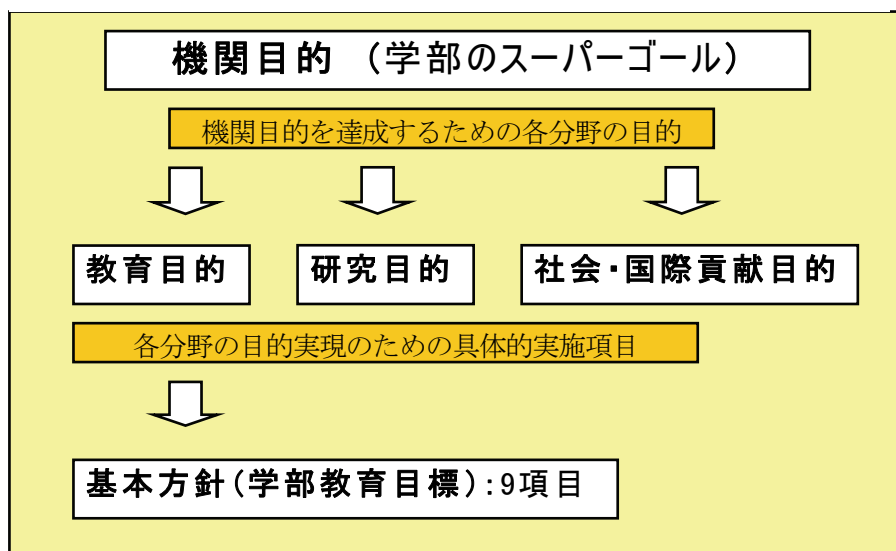 機関目的 （学部のスーパーゴール）
機関目的を達成するための各分野の目的
教育目的
研究目的
社会・国際貢献目的
各分野の目的実現のための具体的実施項目
基本方針(学部教育目標):9項目